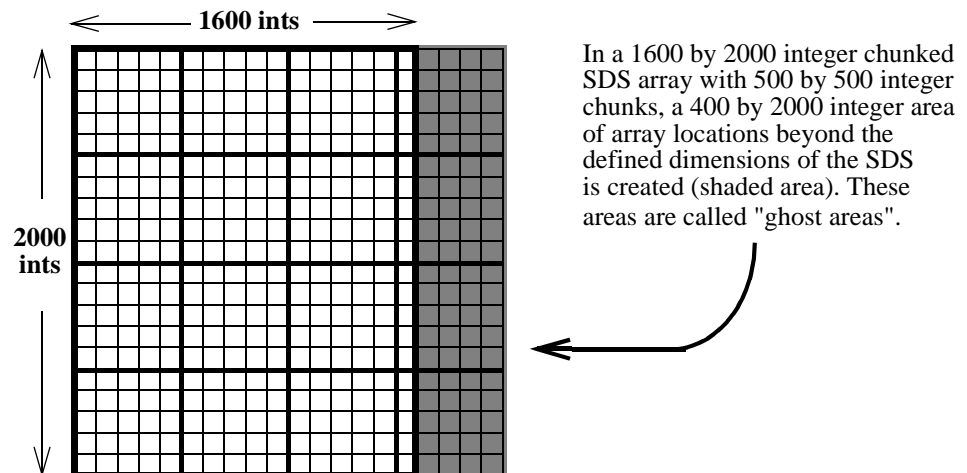 1600 ints
2000
ints
In a 1600 by 2000 integer chunked
SDS array with 500 by 500 integer
chunks, a 400 by 2000 integer area
of array locations beyond the
defined dimensions of the SDS
is created (shaded area). These
areas are called "ghost areas".